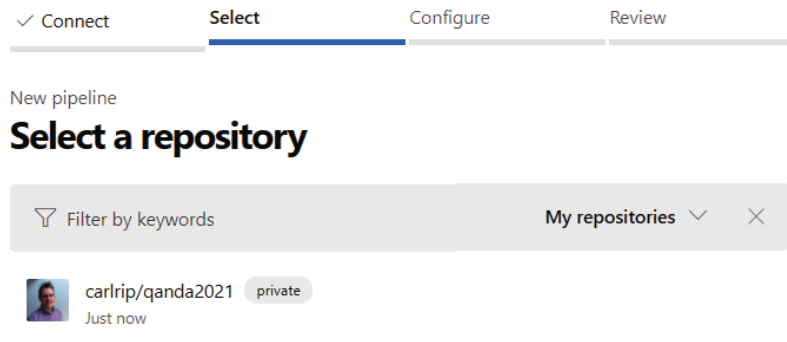 Connect Select Configure Review
New pipeline
Select a repository
Filter by keywords My repositories
carlrip/qanda2021 private
Just now